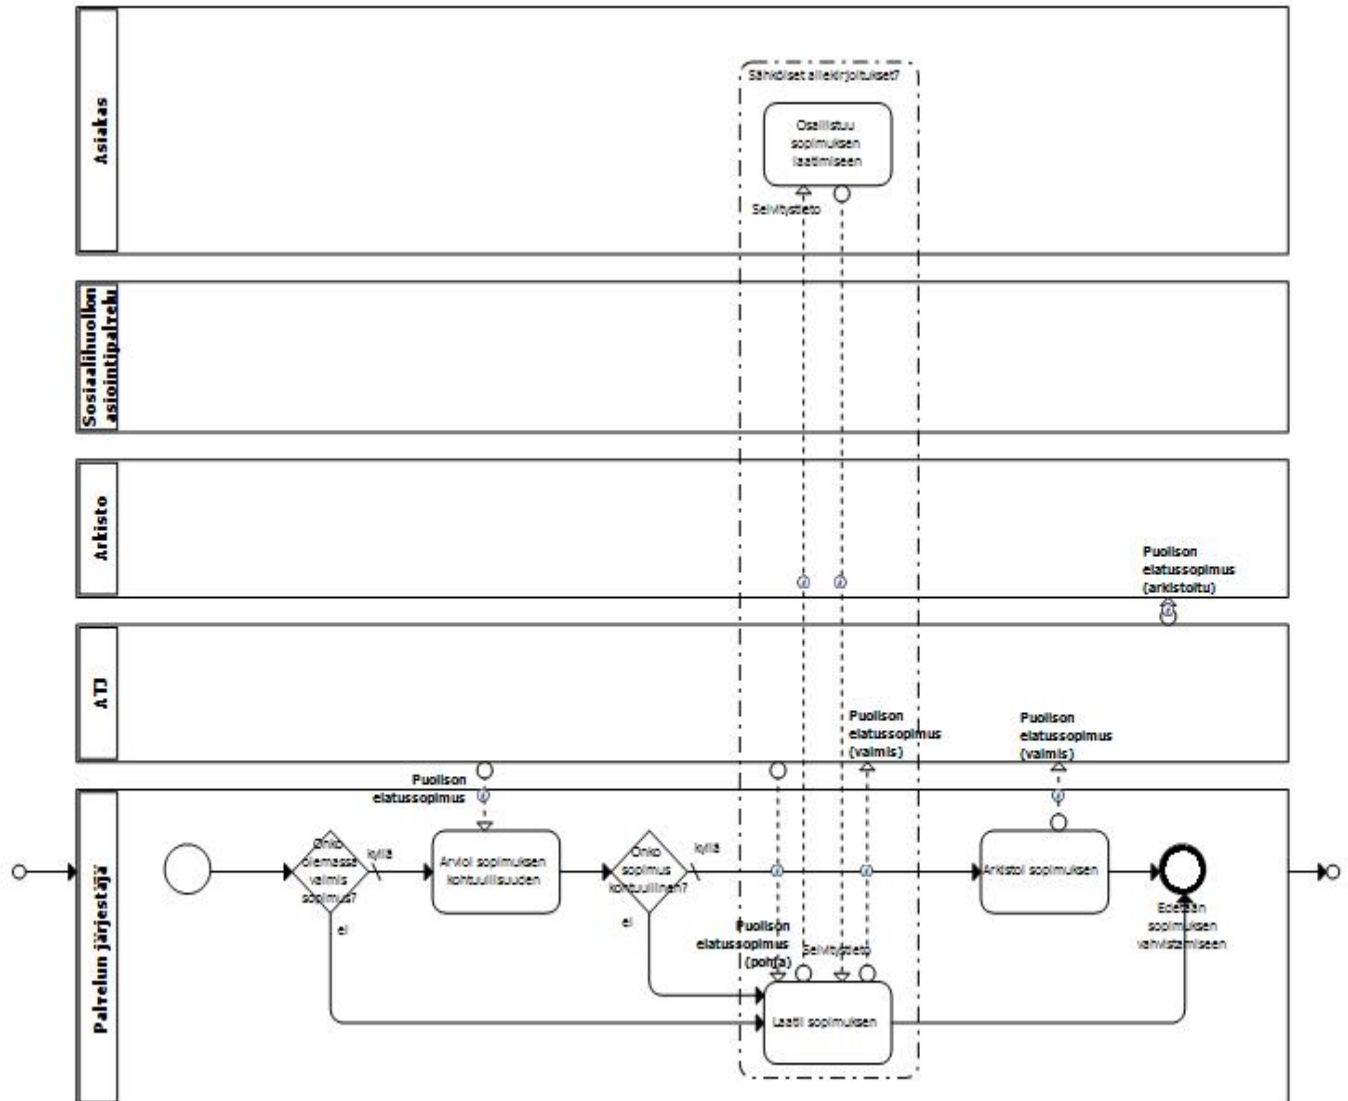 Asiakas
Sähköiset allekirjoitukset?
Osallistuu
sopimuksen
laatimiseen
Selvitystieto
Sosiaalihuollon
asiointipalvelu
Arkisto
Puolison
elatussopimus
(arkistoitu)
ATJ
Puolison
elatussopimus
(valmis)
Puolison
elatussopimus
(valmis)
Puolison
elatussopimus
Palvelun järjestäjä
Onko
olemassa
valmis
sopimus?
kyllä
ei
Arvioi sopimuksen
kohtuullisuuden
Onko
sopimus
kohtuullinen?
kyllä
ei
Arkistoi sopimuksen
Edetään
sopimuksen
vahvistamiseen
Puolison
elatussopimus
(pohja)
Selvitystieto
Laatii sopimuksen